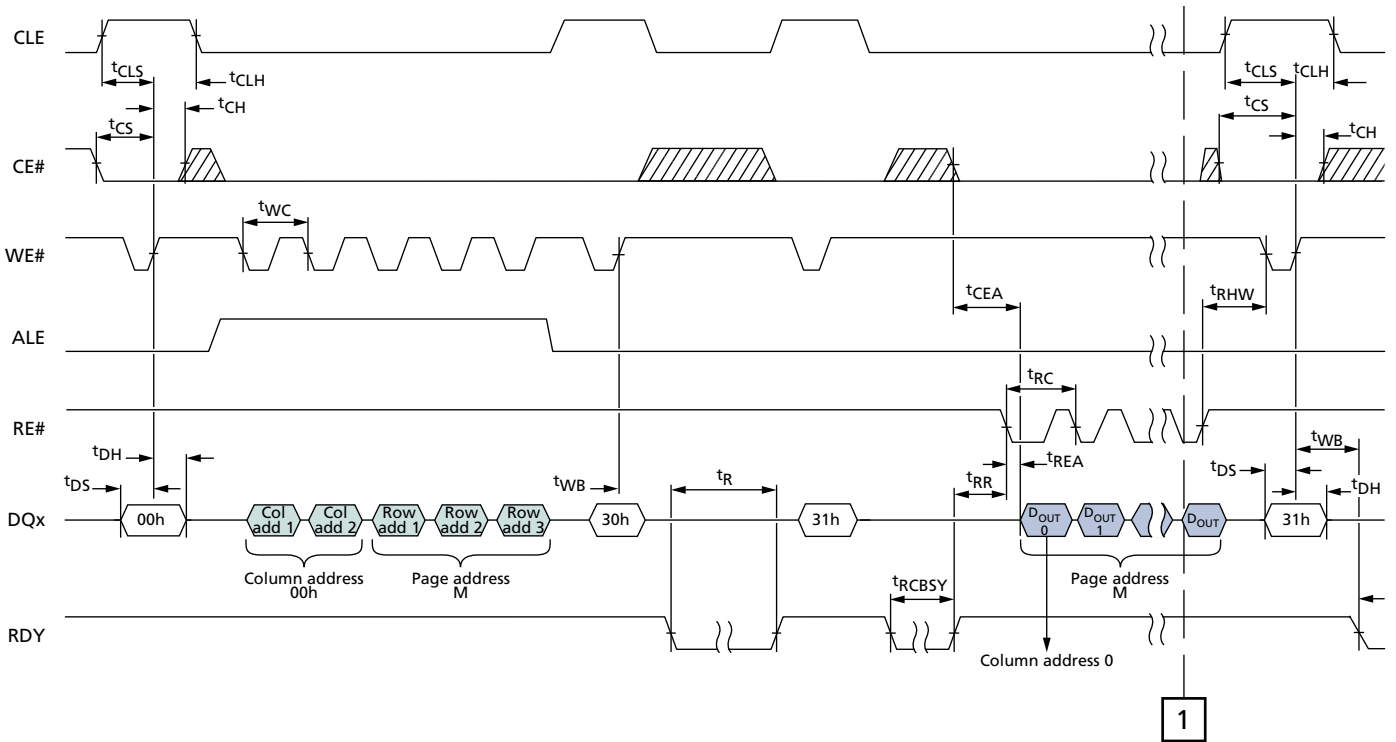 CLE
tCLS
tCLH
tCLS
tCLH
tCH
tCS
tCS
tCH
CE#
tWC
WE#
tCEA
tRHW
ALE
tRC
RE#
tDH
tREA
tWB
tDS
tWB
tR
tRR
tDS
tDH
DQx
00h
Col add 1
Col add 2
Row add 1
Row add 2
Row add 3
30h
31h
DOUT 0
DOUT 1
DOUT
31h
Column address
00h
Page address
M
tRCBSY
Page address
M
RDY
Column address 0
1